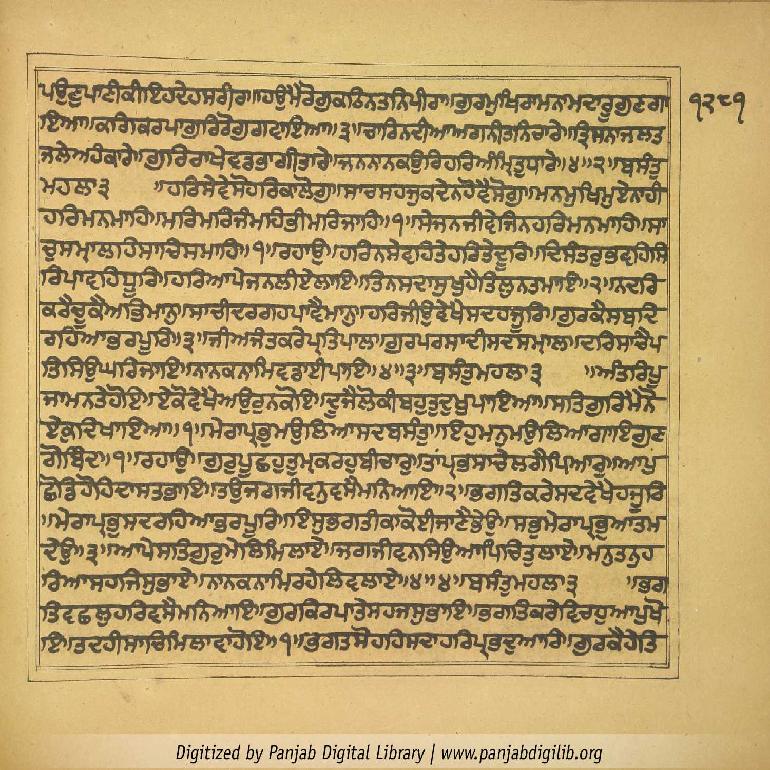 ਪਉਣੁਪਾਣੀਕੀਇਹਦੇਹਸਰੀਰਾ॥ਹਉਮੈਰੋਗੁਕਠਿਨਤਨਿਪੀਰਾ॥ਗੁਰਮੁਖਿਰਾਮਨਾਮਦਾਰੂਗੁਣਗਾ
੧੨੮੧
ਇਆ॥ਕਰਿਕਿਰਪਾਗੁਰਿਰੋਗੁਗਵਾਇਆ॥੩॥ਚਾਰਿਨਦੀਆਅਗਨੀਤਨਿਚਾਰੇ॥ਤ੍ਰਿਸਨਾਜਲਤ
ਜਲੇਅਹੰਕਾਰੇ॥ਗੁਰਿਰਾਖੇਵਡਭਾਗੀਤਾਰੇ॥ਜਨਨਾਨਕਉਰਿਹਰਿਅੰਮ੍ਰਿਤੁਧਾਰੇ॥੪॥੨॥ਬਸੰਤੁ
ਮਹਲਾ੩ ॥ਹਰਿਸੇਵੇਸੋਹਰਿਕਾਲੋਗੁ॥ਸਾਚਸਹਜੁਕਦੇਨਹੋਵੈਸੋਗੁ॥ਮਨਮੁਖਿਮੁਏਨਾਹੀ
ਹਰਿਮਨਮਾਹਿ॥ਮਰਿਮਰਿਜੰਮਹਿਭੀਮਰਿਜਾਹਿ॥੧॥ਸੇਜਨਜੀਵੇਜਿਨਹਰਿਮਨਮਾਹਿ॥ਸਾ
ਚੁਸਮ੍ਹਾਲਹਿਸਾਚਿਸਮਾਹਿ॥੧॥ਰਹਾਉ॥ਹਰਿਨਸੇਵਹਿਤੇਹਰਿਤੇਦੂਰਿ॥ਦਿਸੰਤਰੁਭਵਹਿਸਿ
ਰਿਪਾਵਹਿਧੂਰਿ॥ਹਰਿਆਪੇਜਨਲੀਏਲਾਇ॥ਤਿਨਸਦਾਸੁਖੁਹੈਤਿਲੁਨਤਮਾਇ॥੨॥ਨਦਰਿ
ਕਰੇਚੂਕੈਅਭਿਮਾਨੁ॥ਸਾਚੀਦਰਗਹਪਾਵੈਮਾਨੁ॥ਹਰਿਜੀਉਵੇਖੈਸਦਹਜੂਰਿ॥ਗੁਰਕੈਸਬਦਿ
ਰਹਿਆਭਰਪੂਰਿ॥੩॥ਜੀਅਜੰਤਕਰੇਪ੍ਰਤਿਪਾਲਾ॥ਗੁਰਪਰਸਾਦੀਸਦਸਮ੍ਹਾਲਾ॥ਦਰਿਸਾਚੈਪ
ਤਿਸਿਉਘਰਿਜਾਇ॥ਨਾਨਕਨਾਮਿਵਡਾਈਪਾਏ॥੪॥੩॥ਬਸੰਤੁਮਹਲਾ੩ ॥ਅੰਤਰਿਪੂ
ਜਾਮਨਤੇਹੋਇ॥ਏਕੋਵੇਖੈਅਉਰੁਨਕੋਇ॥ਦੂਜੈਲੋਕੀਬਹੁਤੁਦੁਖੁਪਾਇਆ॥ਸਤਿਗੁਰਿਮੈਨੋ
ਏਕੁਦਿਖਾਇਆ॥੧॥ਮੇਰਾਪ੍ਰਭੁਮਉਲਿਆਸਦਬਸੰਤੁ॥ਇਹੁਮਨੁਮਉਲਿਆਗਾਇਗੁਣ
ਗੋਬਿੰਦ॥੧॥ਰਹਾਉ॥ਗੁਰੁਪੂਛਹੁਤੁਮ੍ਹਕਰਹੁਬੀਚਾਰੁ॥ਤਾਂਪ੍ਰਭਸਾਚੇਲਗੈਪਿਆਰੁ॥ਆਪੁ
ਛੋਡਿਹੋਹਿਦਾਸਤਭਾਇ॥ਤਉਜਗਜੀਵਨੁਵਸੈਮਨਿਆਇ॥੨॥ਭਗਤਿਕਰੇਸਦਵੇਖੈਹਜੂਰਿ
॥ਮੇਰਾਪ੍ਰਭੁਸਦਰਹਿਆਭਰਪੂਰਿ॥ਇਸੁਭਗਤੀਕਾਕੋਈਜਾਣੈਭੇਉ॥ਸਭੁਮੇਰਾਪ੍ਰਭੁਆਤਮ
ਦੇਉ॥੩॥ਆਪੇਸਤਿਗੁਰੁਮੇਲਿਮਿਲਾਏ॥ਜਗਜੀਵਨਸਿਉਆਪਿਚਿਤੁਲਾਏ॥ਮਨੁਤਨੁਹ
ਰਿਆਸਹਜਿਸੁਭਾਏ॥ਨਾਨਕਨਾਮਿਰਹੇਲਿਵਲਾਏ॥੪॥੪॥ਬਸੰਤੁਮਹਲਾ੩ ॥ਭਗ
ਤਿਵਛਲੁਹਰਿਵਸੈਮਨਿਆਇ॥ਗੁਰਕਿਰਪਾਤੇਸਹਜਸੁਭਾਇ॥ਭਗਤਿਕਰੇਵਿਚਹੁਆਪੁਖੋ
ਇ॥ਤਦਹੀਸਾਚਿਮਿਲਾਵਾਹੋਇ॥੧॥ਭਗਤਸੋਹਹਿਸਦਾਹਰਿਪ੍ਰਭਦੁਆਰਿ॥ਗੁਰਕੈਹੇਤਿ
Digitized by Panjab Digital Library | www.panjabdigilib.org